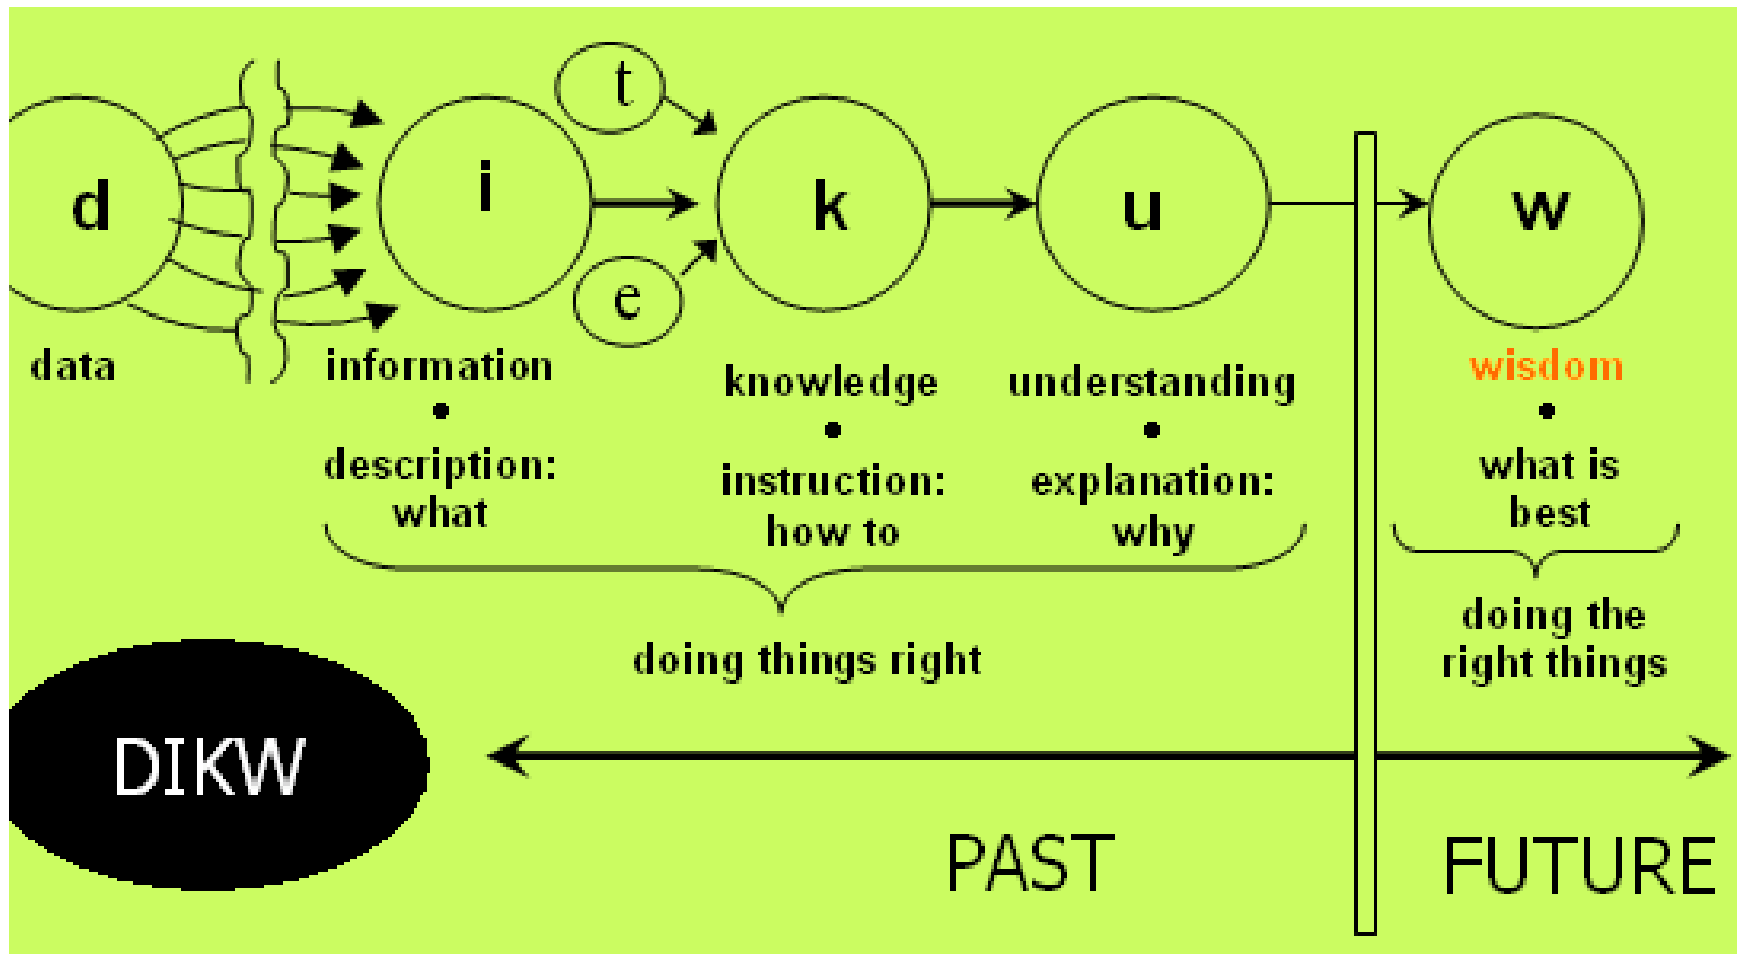 t
d
i
k
u
w
e
data
information
•
description:
what
knowledge
•
instruction:
how to
understanding
•
explanation:
why
wisdom
•
what is
best
doing things right
doing the
right things
DIKW
PAST
FUTURE